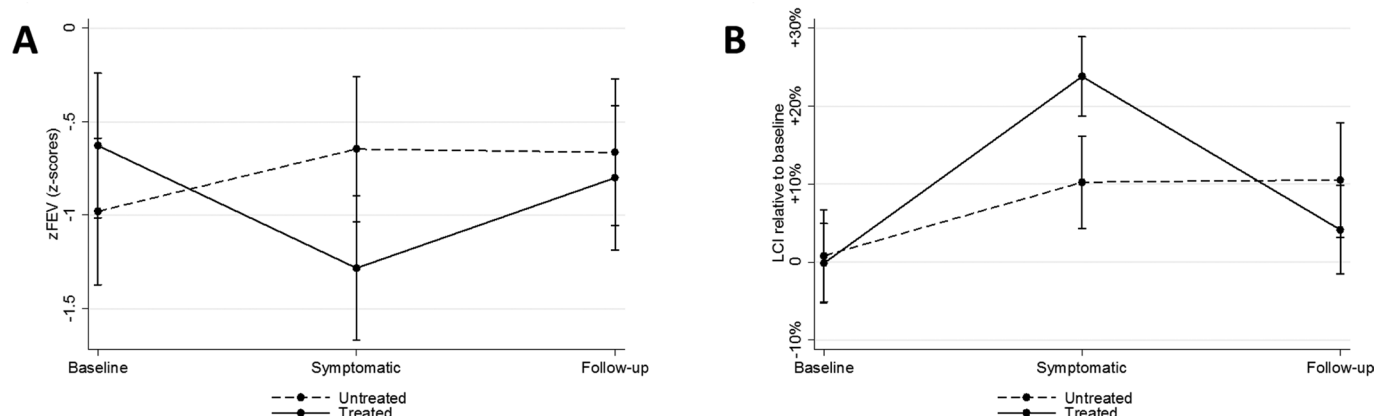 A
zFEV (z-scores)
0
-.5
-1
-1.5
Baseline
Symptomatic
Follow-up
Untreated
Treated
B
LCI relative to baseline
+30%
+20%
+10%
0
-10%
Baseline
Symptomatic
Follow-up
Untreated
Treated